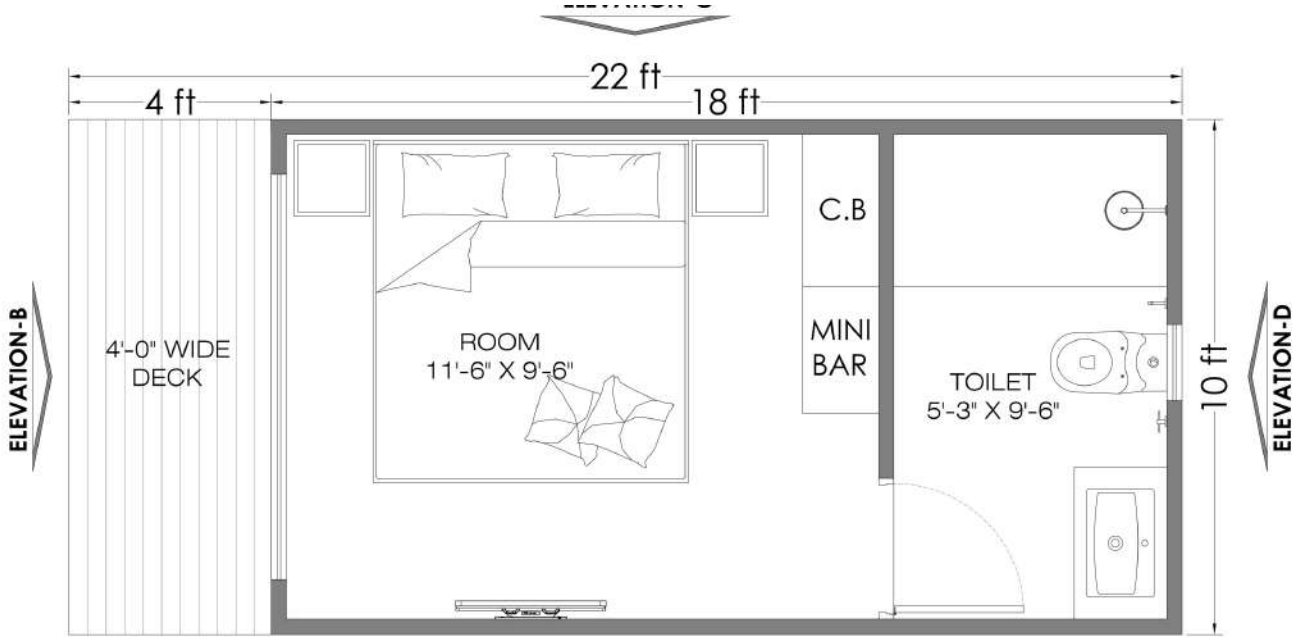 22 ft
4 ft
18 ft
C.B
MINI
BAR
ROOM
11'-6" X 9'-6"
4'-0" WIDE
DECK
TOILET
5'-3" X 9'-6"
10 ft
ELEVATION-B
ELEVATION-D